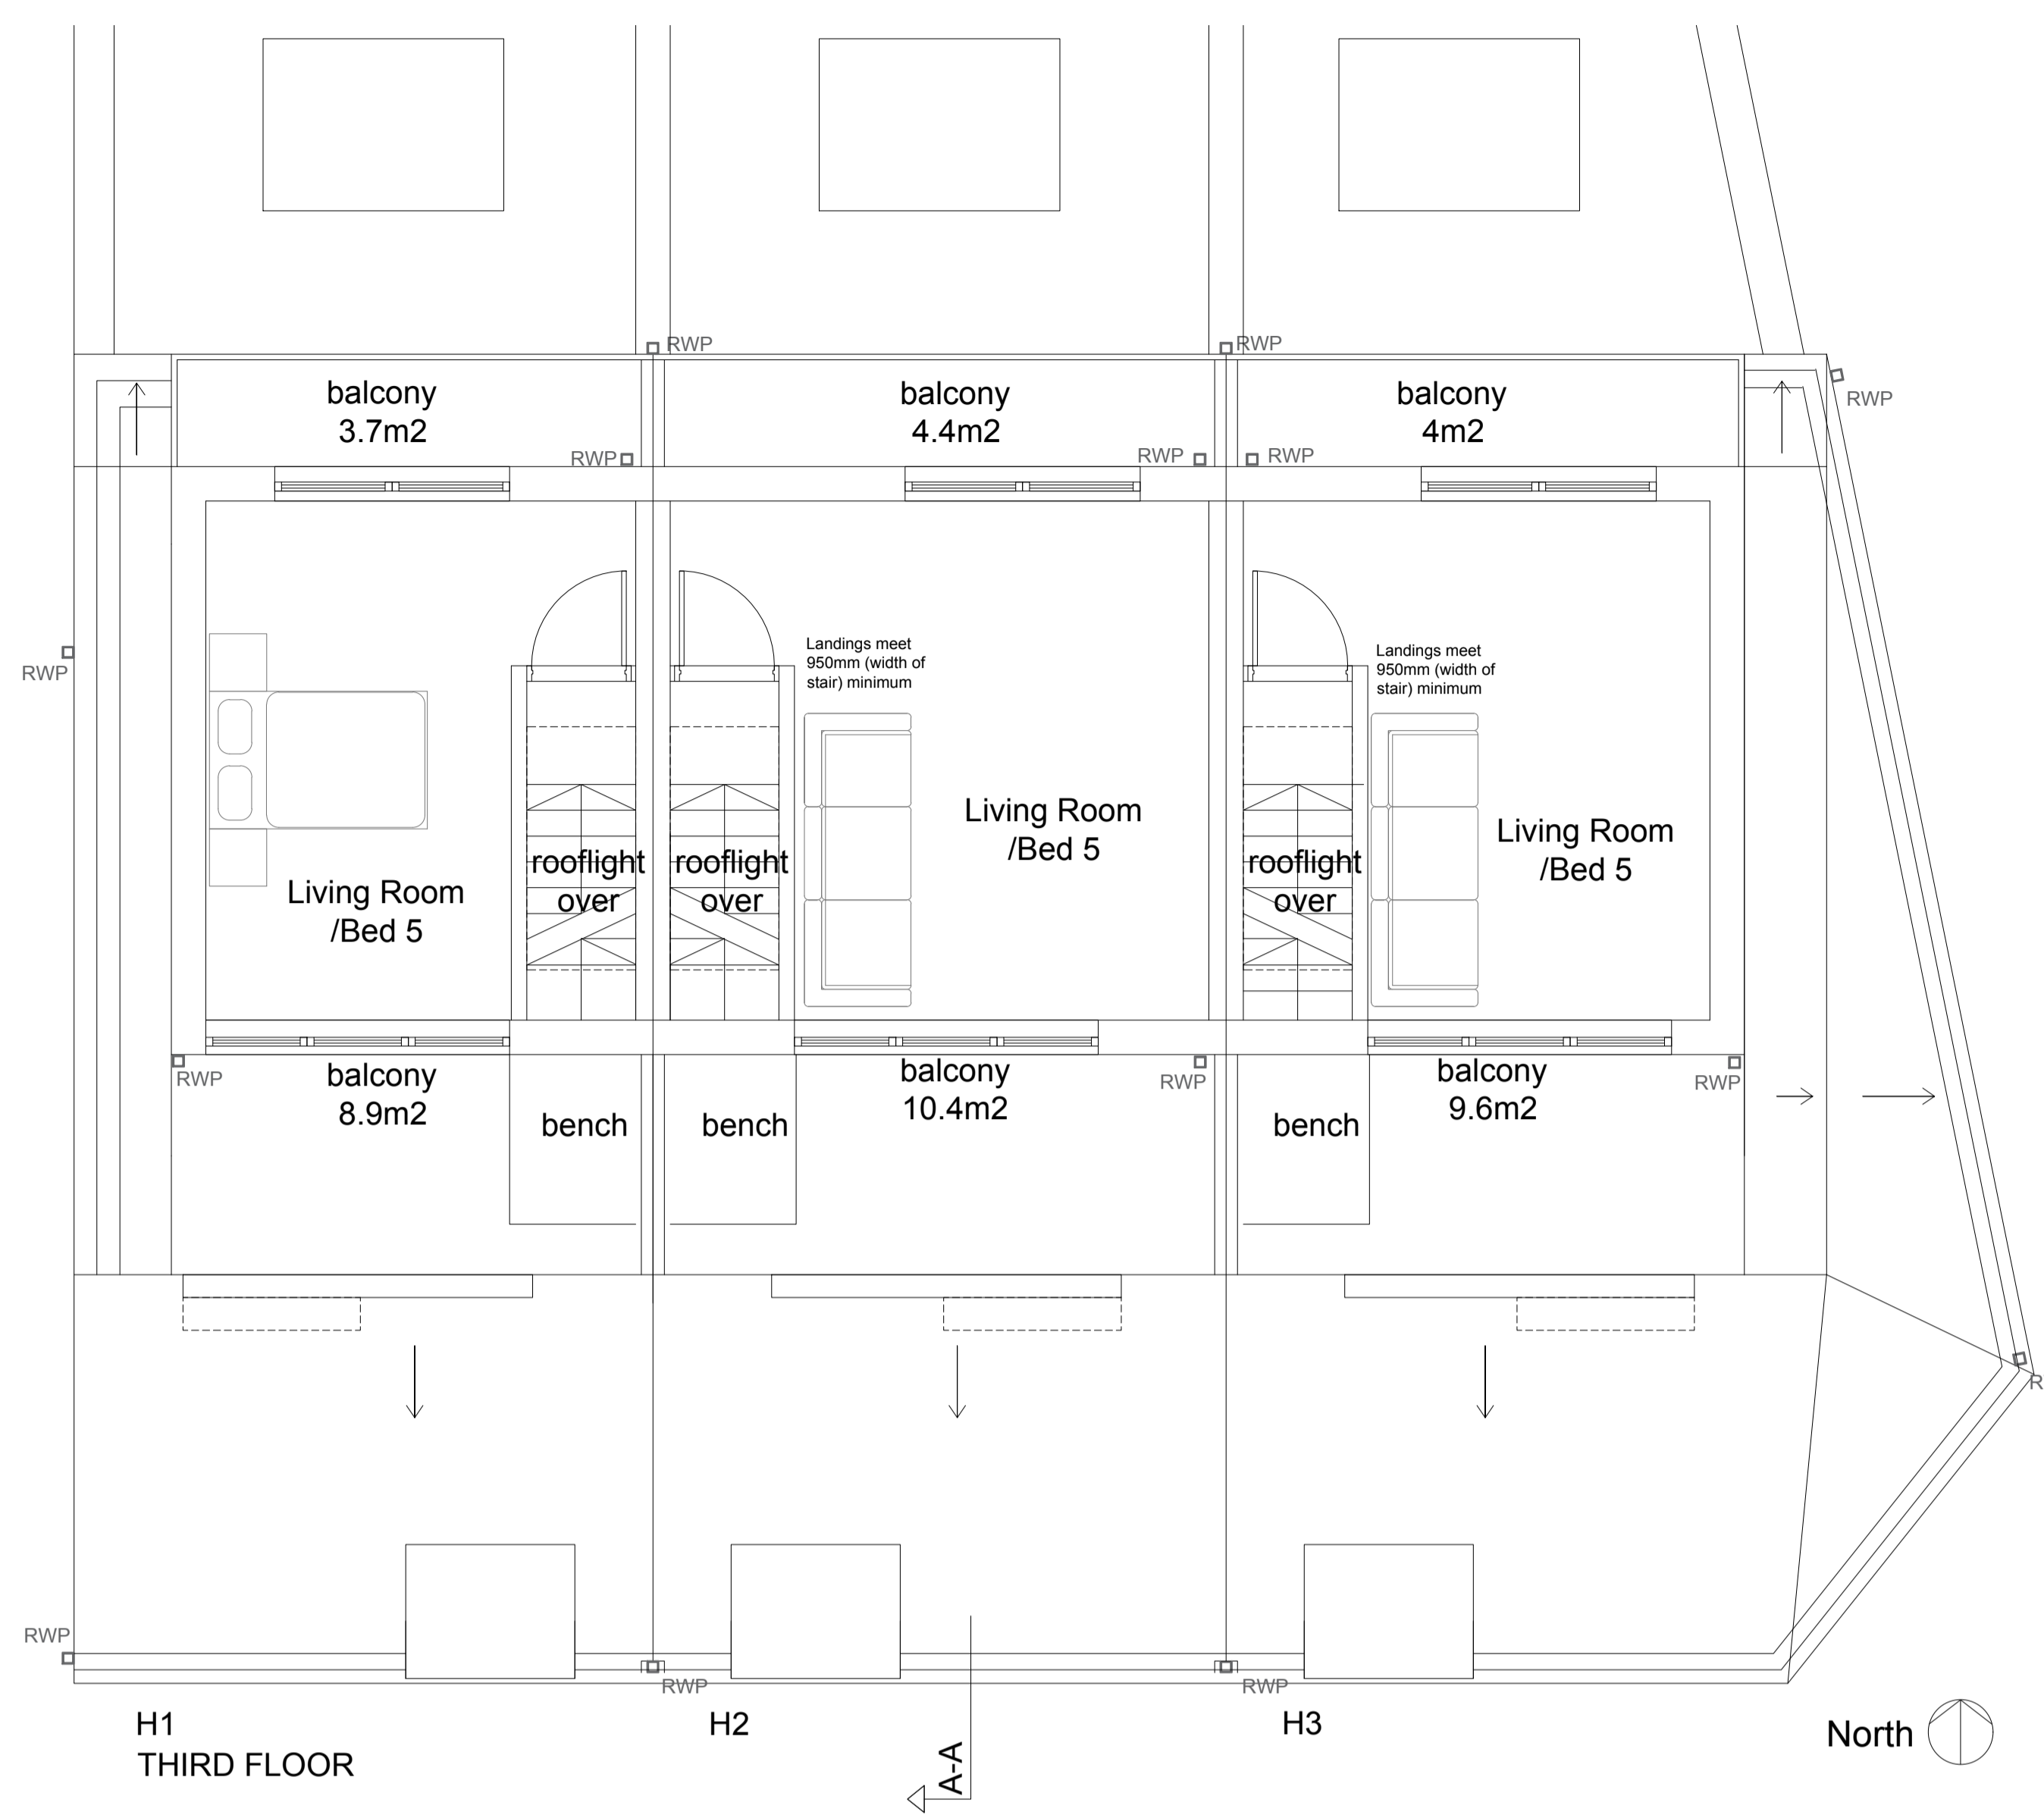 RWP
RWP
balcony
3.7m2
balcony
4.4m2
balcony
4m2
RWP
RWP
RWP
RWP
RWP
Landings meet
950mm (width of
stair) minimum
Landings meet
950mm (width of
stair) minimum
Living Room
/Bed 5
rooflight
over
rooflight
over
Living Room
/Bed 5
rooflight
over
Living Room
/Bed 5
RWP
balcony
8.9m2
bench
bench
balcony
10.4m2
RWP
bench
balcony
9.6m2
RWP
R
RWP
RWP
RWP
H1
THIRD FLOOR
H2
A-A
H3
North